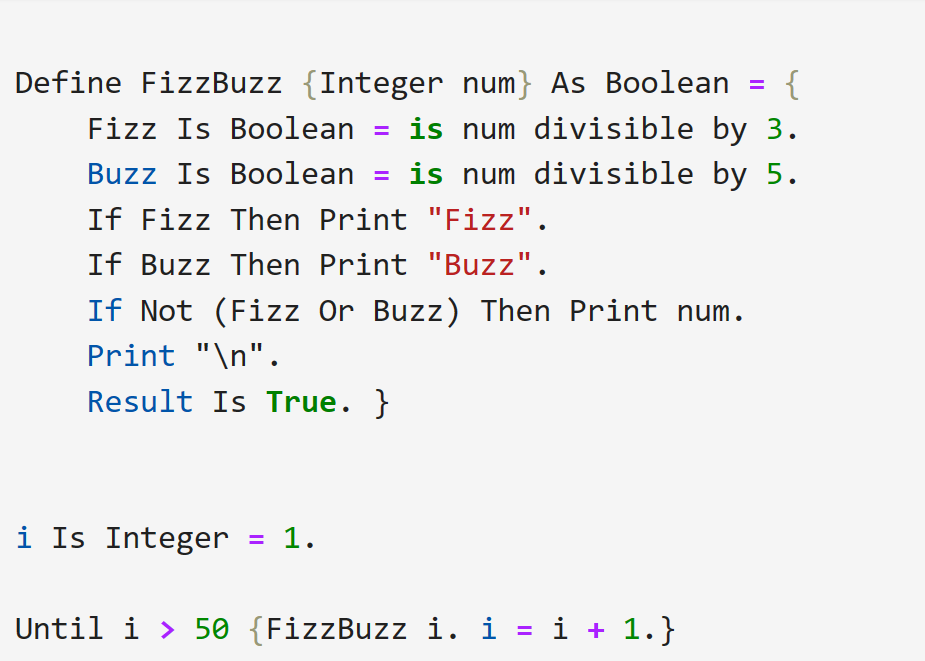 Define FizzBuzz {Integer num} As Boolean = {
    Fizz Is Boolean = is num divisible by 3.
    Buzz Is Boolean = is num divisible by 5.
    If Fizz Then Print "Fizz".
    If Buzz Then Print "Buzz".
    If Not (Fizz Or Buzz) Then Print num.
    Print "\n".
    Result Is True. }
i Is Integer = 1.
Until i > 50 {FizzBuzz i. i = i + 1.}